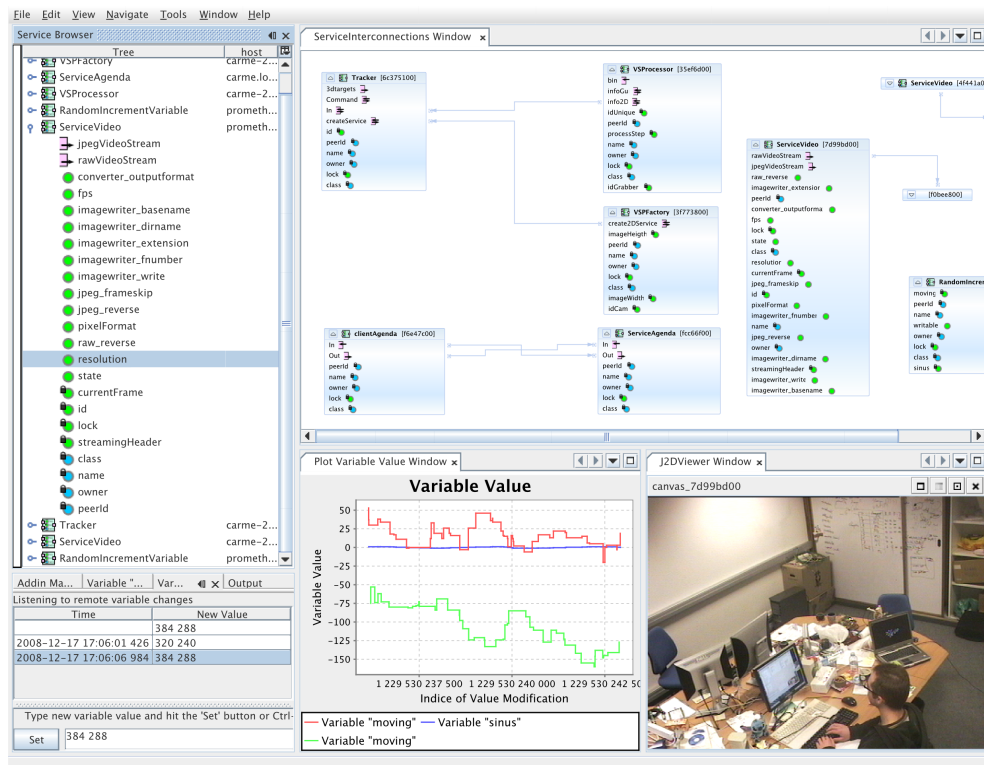 File Edit View Navigate Tools Window Help
Service Browser
Tree host
VSPFactory carme-2...
ServiceAgenda carme.lo...
VSProcessor carme-2...
RandomIncrementVariable prometh...
ServiceVideo prometh...
jpegVideoStream
rawVideoStream
converter_outputformat
fps
imagewriter_basename
imagewriter_dirname
imagewriter_extension
imagewriter_fnumber
imagewriter_write
jpeg_frameskip
jpeg_reverse
pixelFormat
raw_reverse
resolution
state
currentFrame
id
lock
streamingHeader
class
name
owner
peerId
Tracker carme-2...
ServiceVideo carme-2...
RandomIncrementVariable prometh...
Addin Ma... Variable "... Var... Output
Listening to remote variable changes
Time New Value
384 288
2008-12-17 17:06:01 426 320 240
2008-12-17 17:06:06 984 384 288
Type new variable value and hit the 'Set' button or Ctrl-
Set 384 288
ServiceInterconnections Window
Tracker [6c375100]
3dtargets
Command
In
createService
id
peerId
name
owner
lock
class
VSProcessor [35ef6d00]
bin
infoGu
info2D
idUnique
peerId
processStep
name
owner
lock
class
idGrabber
VSPFactory [3f773800]
create2DService
imageHeigth
peerId
name
owner
lock
class
imageWidth
idCam
clientAgenda [f6e47c00]
In
Out
peerId
name
owner
lock
class
ServiceAgenda [fcc66f00]
In
Out
peerId
name
owner
lock
class
ServiceVideo [7d99bd00]
rawVideoStream
jpegVideoStream
raw_reverse
imagewriter_extension
peerId
converter_outputforma
fps
lock
state
class
resolution
currentFrame
jpeg_frameskip
id
pixelFormat
imagewriter_fnumber
name
jpeg_reverse
owner
imagewriter_dirname
streamingHeader
imagewriter_write
imagewriter_basename
ServiceVideo [4f441a0
[f0bee800]
RandomIncrem
moving
peerId
name
writable
owner
lock
class
sinus
Plot Variable Value Window
Variable Value
Variable Value
50
25
0
-25
-50
-75
-100
-125
-150
1 229 530 237 500 1 229 530 240 000 1 229 530 242 50
Indice of Value Modification
Variable "moving" Variable "sinus"
Variable "moving"
J2DViewer Window
canvas_7d99bd00